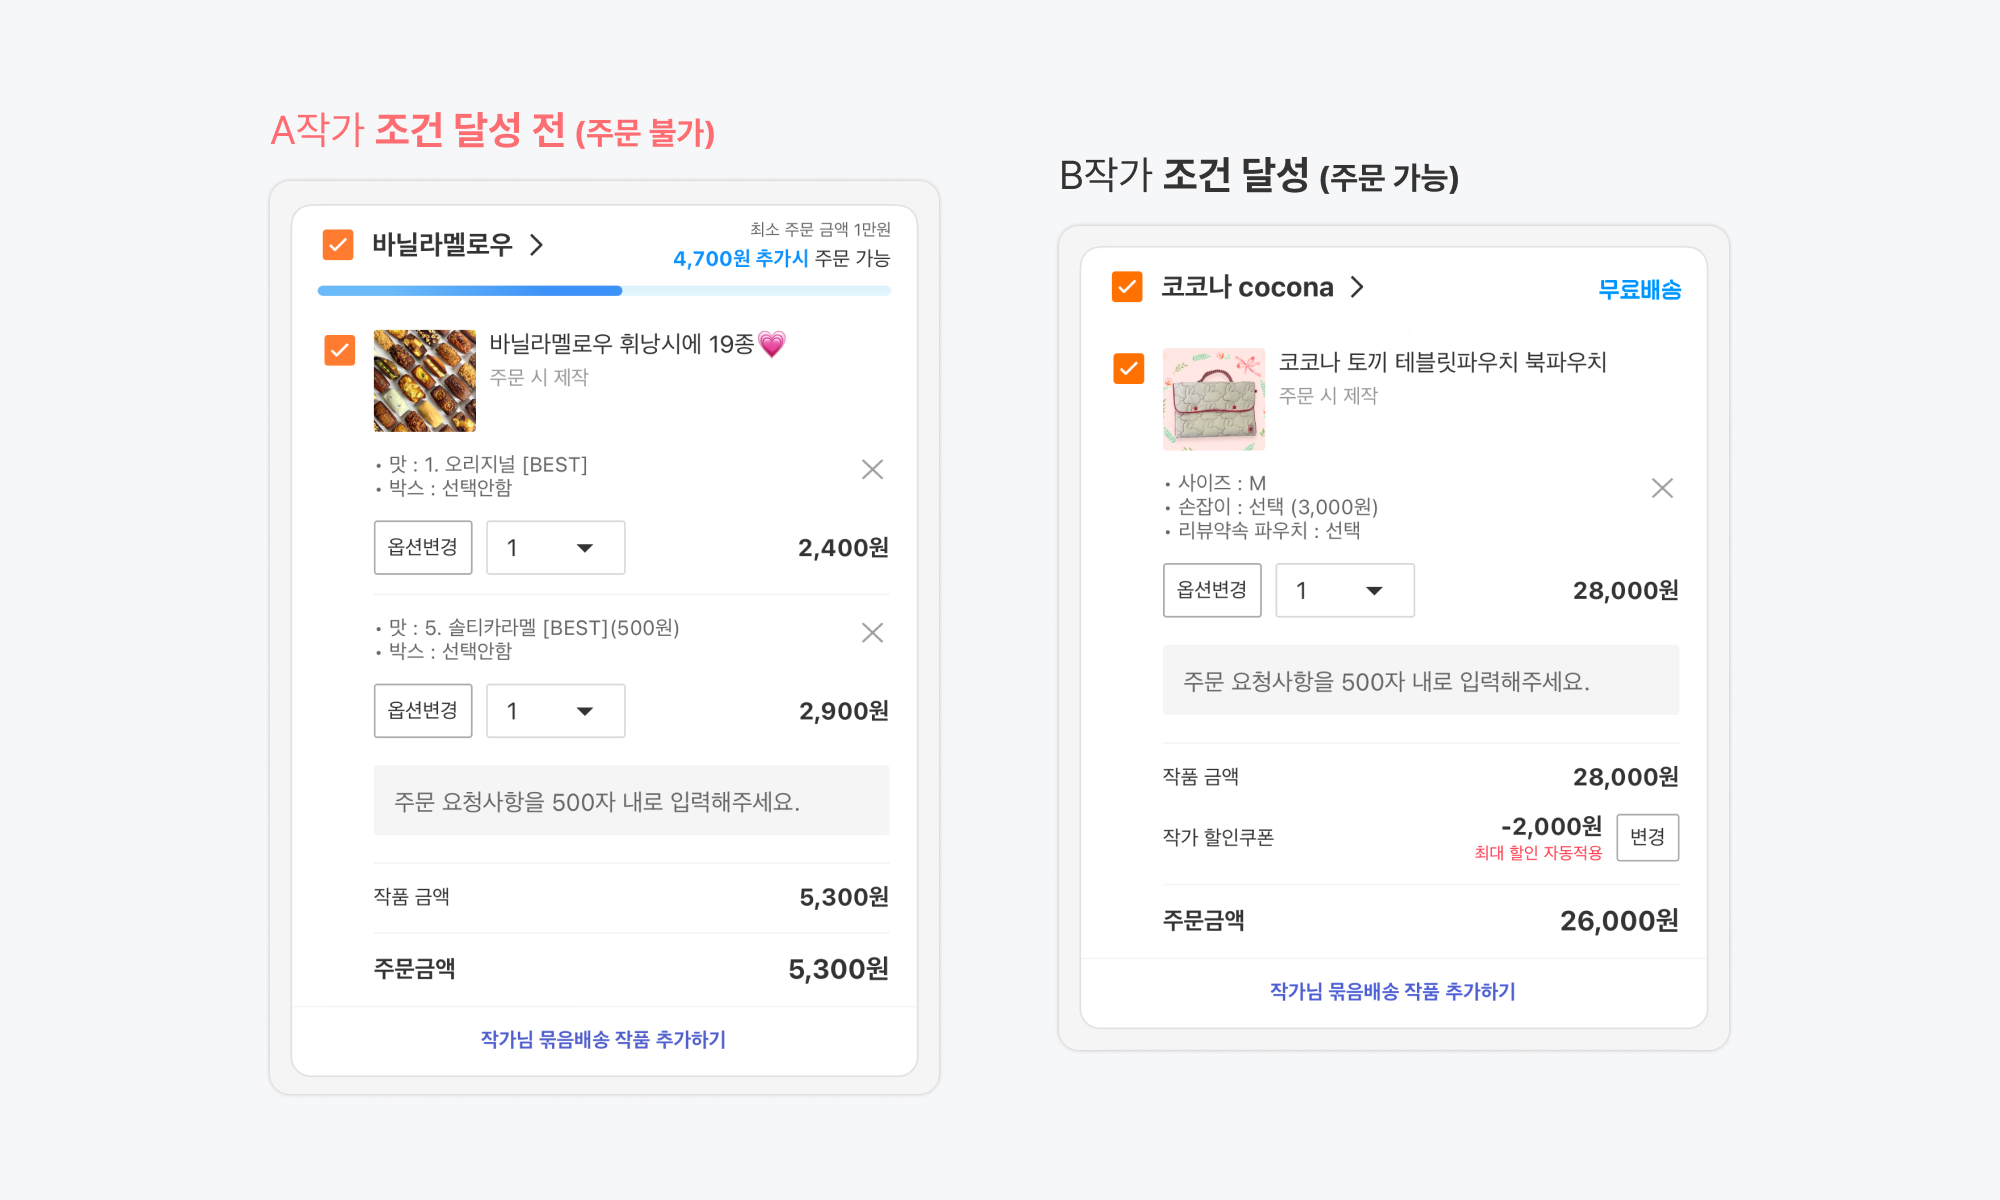 A작가 조건 달성 전 (주문 불가)
바닐라멜로우
최소 주문 금액 1만원
4,700원 추가시 주문 가능
바닐라멜로우 휘낭시에 19종💗
주문 시 제작
• 맛 : 1. 오리지널 [BEST]
• 박스 : 선택안함
옵션변경 1 2,400원
• 맛 : 5. 솔티카라멜 [BEST](500원)
• 박스 : 선택안함
옵션변경 1 2,900원
주문 요청사항을 500자 내로 입력해주세요.
작품 금액 5,300원
주문금액 5,300원
작가님 묶음배송 작품 추가하기
B작가 조건 달성 (주문 가능)
코코나 cocona 무료배송
코코나 토끼 테블릿파우치 북파우치
주문 시 제작
• 사이즈 : M
• 손잡이 : 선택 (3,000원)
• 리뷰약속 파우치 : 선택
옵션변경 1 28,000원
주문 요청사항을 500자 내로 입력해주세요.
작품 금액 28,000원
작가 할인쿠폰 -2,000원 변경
최대 할인 자동적용
주문금액 26,000원
작가님 묶음배송 작품 추가하기